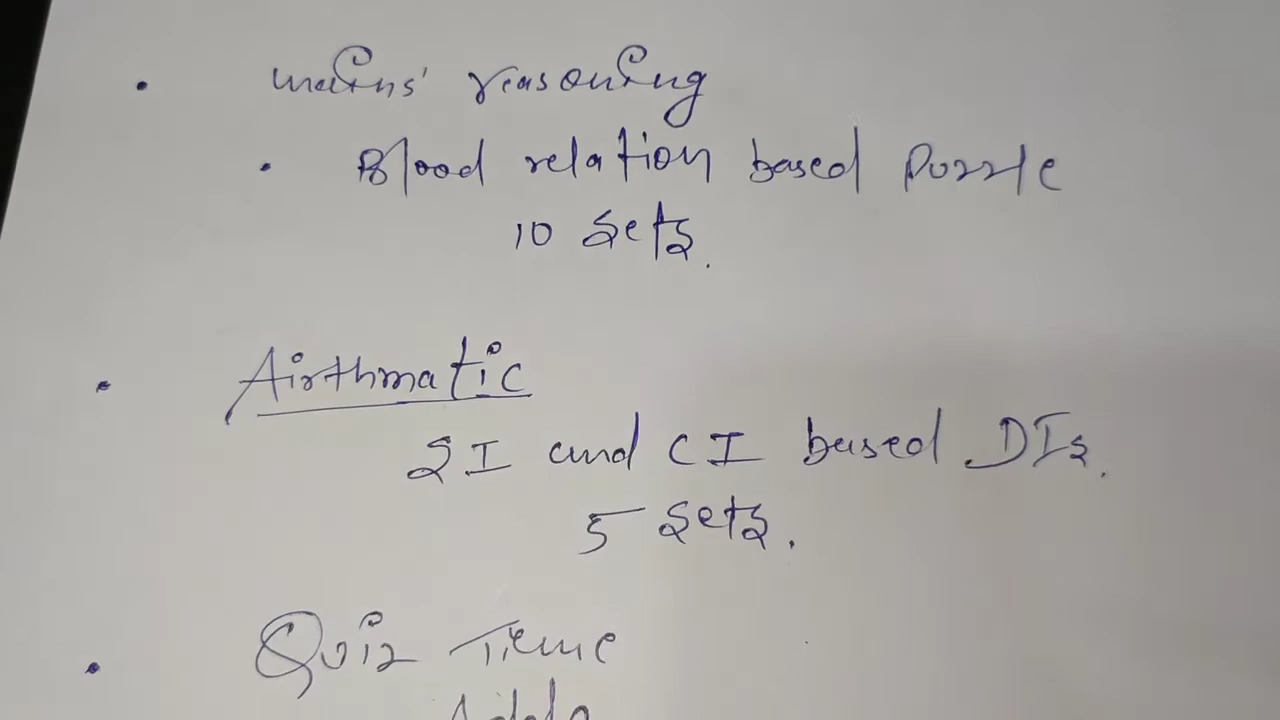 • mains' reasoning
• Blood relation based Puzzle
10 Sets.
• Airthmatic
SI and CI based DIs.
5 Sets.
• Quiz Time